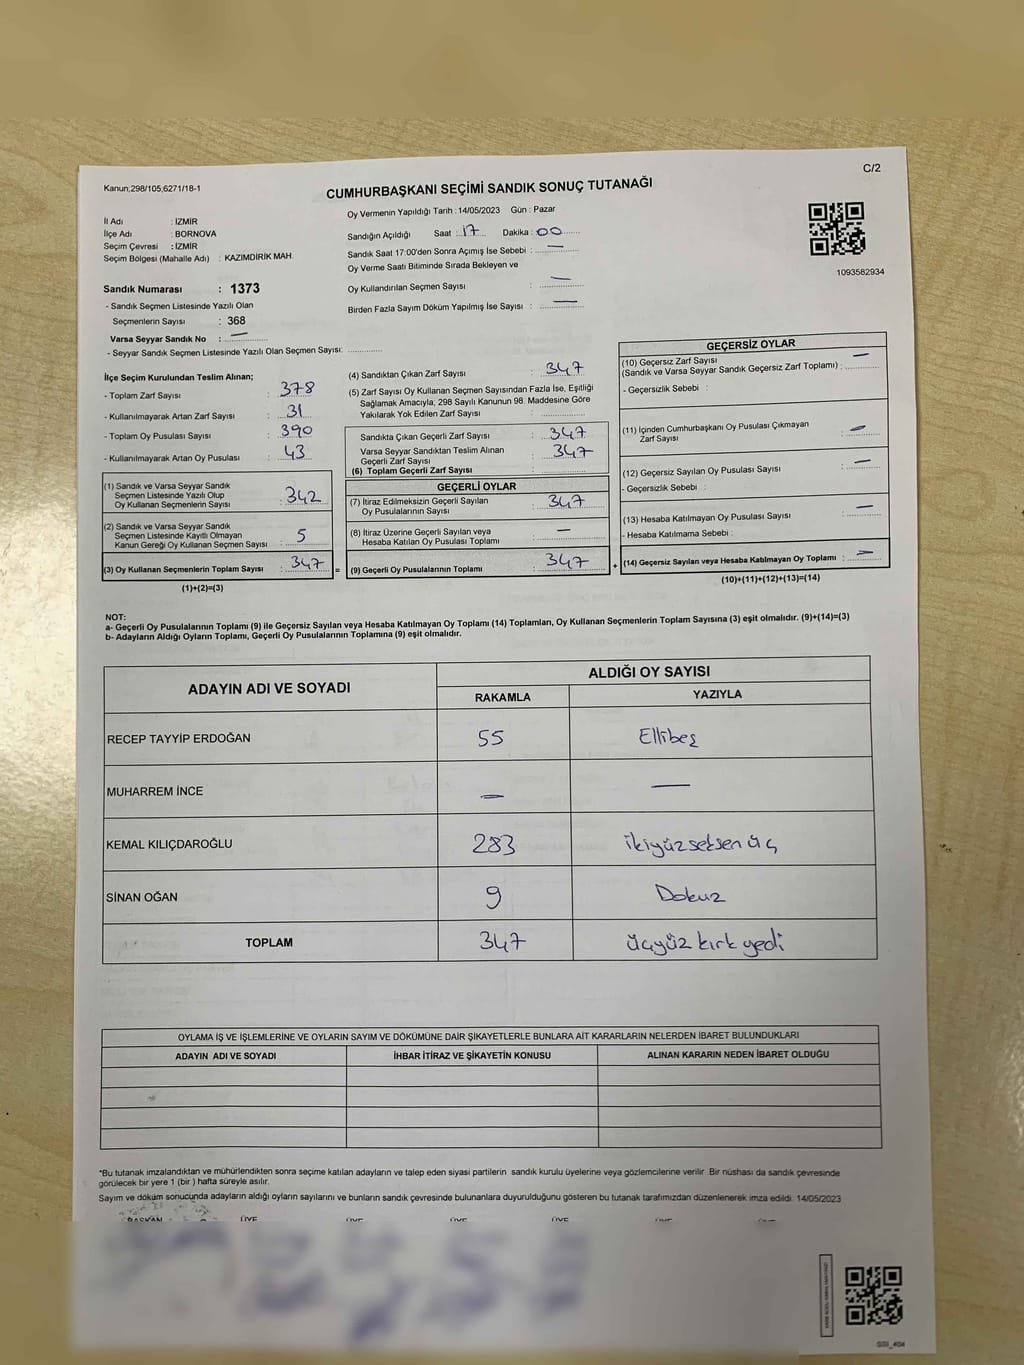 Kanun;298/105,6271/18-1
C/2
CUMHURBAŞKANI SEÇİMİ SANDIK SONUÇ TUTANAĞI
İl Adı : İZMİR
İlçe Adı : BORNOVA
Seçim Çevresi : İZMİR
Seçim Bölgesi (Mahalle Adı) : KAZIMDİRİK MAH.
Oy Vermenin Yapıldığı Tarih : 14/05/2023 Gün : Pazar
Sandığın Açıldığı Saat : 17 Dakika : 00
Sandık Saat 17:00'den Sonra Açımış İse Sebebi : —
Oy Verme Saati Bitiminde Sırada Bekleyen ve
Oy Kullandırılan Seçmen Sayısı : —
Birden Fazla Sayım Döküm Yapılmış İse Sayısı : —
1093582934
Sandık Numarası : 1373
- Sandık Seçmen Listesinde Yazılı Olan
Seçmenlerin Sayısı : 368
Varsa Seyyar Sandık No : —
- Seyyar Sandık Seçmen Listesinde Yazılı Olan Seçmen Sayısı:
İlçe Seçim Kurulundan Teslim Alınan;
- Toplam Zarf Sayısı : 378
- Kullanılmayarak Artan Zarf Sayısı : 31
- Toplam Oy Pusulası Sayısı : 390
- Kullanılmayarak Artan Oy Pusulası : 43
(1) Sandık ve Varsa Seyyar Sandık
Seçmen Listesinde Yazılı Olup
Oy Kullanan Seçmenlerin Sayısı : 342
(2) Sandık ve Varsa Seyyar Sandık
Seçmen Listesinde Kayıtlı Olmayan
Kanun Gereği Oy Kullanan Seçmen Sayısı : 5
(3) Oy Kullanan Seçmenlerin Toplam Sayısı : 347
(1)+(2)=(3)
(4) Sandıktan Çıkan Zarf Sayısı : 347
(5) Zarf Sayısı Oy Kullanan Seçmen Sayısından Fazla İse, Eşitliği
Sağlamak Amacıyla, 298 Sayılı Kanunun 98. Maddesine Göre
Yakılarak Yok Edilen Zarf Sayısı :
Sandıkta Çıkan Geçerli Zarf Sayısı : 347
Varsa Seyyar Sandıktan Teslim Alınan : 347
Geçerli Zarf Sayısı
(6) Toplam Geçerli Zarf Sayısı :
GEÇERLİ OYLAR
(7) İtiraz Edilmeksizin Geçerli Sayılan : 347
Oy Pusulalarının Sayısı
(8) İtiraz Üzerine Geçerli Sayılan veya : —
Hesaba Katılan Oy Pusulası Toplamı
= (9) Geçerli Oy Pusulalarının Toplamı : 347 +
GEÇERSİZ OYLAR
(10) Geçersiz Zarf Sayısı —
(Sandık ve Varsa Seyyar Sandık Geçersiz Zarf Toplamı) :
- Geçersizlik Sebebi :
(11) İçinden Cumhurbaşkanı Oy Pusulası Çıkmayan : —
Zarf Sayısı
(12) Geçersiz Sayılan Oy Pusulası Sayısı : —
- Geçersizlik Sebebi :
(13) Hesaba Katılmayan Oy Pusulası Sayısı : —
- Hesaba Katılmama Sebebi :
(14) Geçersiz Sayılan veya Hesaba Katılmayan Oy Toplamı : —
(10)+(11)+(12)+(13)=(14)
NOT:
a- Geçerli Oy Pusulalarının Toplamı (9) ile Geçersiz Sayılan veya Hesaba Katılmayan Oy Toplamı (14) Toplamları, Oy Kullanan Seçmenlerin Toplam Sayısına (3) eşit olmalıdır. (9)+(14)=(3)
b- Adayların Aldığı Oyların Toplamı, Geçerli Oy Pusulalarının Toplamına (9) eşit olmalıdır.
ADAYIN ADI VE SOYADI ALDIĞI OY SAYISI
RAKAMLA YAZIYLA
RECEP TAYYİP ERDOĞAN 55 Ellibeş
MUHARREM İNCE — —
KEMAL KILIÇDAROĞLU 283 ikiyüzseksen üç
SİNAN OĞAN 9 Dokuz
TOPLAM 347 üçyüz kırk yedi
OYLAMA İŞ VE İŞLEMLERİNE VE OYLARIN SAYIM VE DÖKÜMÜNE DAİR ŞİKAYETLERLE BUNLARA AİT KARARLARIN NELERDEN İBARET BULUNDUKLARI
ADAYIN ADI VE SOYADI İHBAR İTİRAZ VE ŞİKAYETİN KONUSU ALINAN KARARIN NEDEN İBARET OLDUĞU
*Bu tutanak imzalandıktan ve mühürlendikten sonra seçime katılan adayların ve talep eden siyasi partilerin sandık kurulu üyelerine veya gözlemcilerine verilir. Bir nüshası da sandık çevresinde
görülecek bir yere 1 (bir ) hafta süreyle asılır.
Sayım ve döküm sonucunda adayların aldığı oyların sayılarını ve bunların sandık çevresinde bulunanlara duyurulduğunu gösteren bu tutanak tarafımızdan düzenlenerek imza edildi. 14/05/2023
BAŞKAN ÜYE ÜYE ÜYE ÜYE